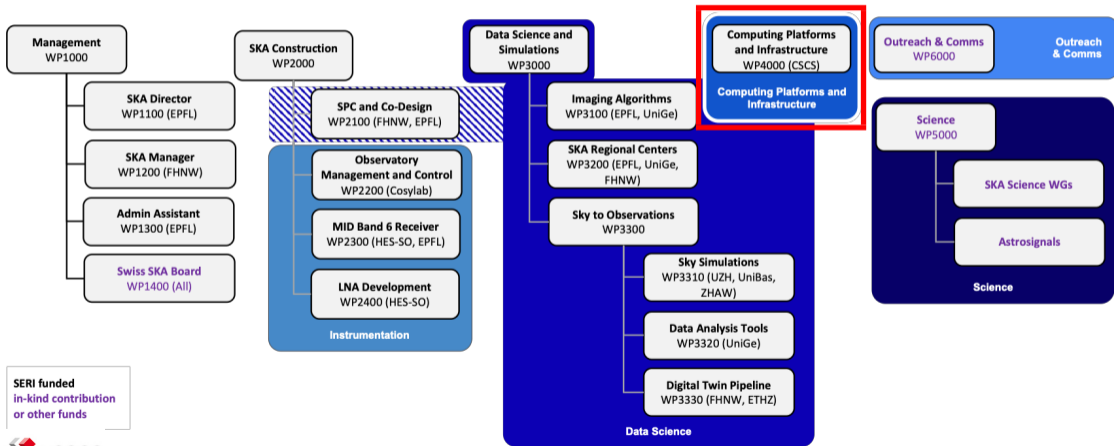 Management
WP1000
SKA Director
WP1100 (EPFL)
SKA Manager
WP1200 (FHNW)
Admin Assistant
WP1300 (EPFL)
Swiss SKA Board
WP1400 (All)
SKA Construction
WP2000
SPC and Co-Design
WP2100 (FHNW, EPFL)
Observatory
Management and Control
WP2200 (Cosylab)
MID Band 6 Receiver
WP2300 (HES-SO, EPFL)
LNA Development
WP2400 (HES-SO)
Instrumentation
Data Science and
Simulations
WP3000
Imaging Algorithms
WP3100 (EPFL, UniGe)
SKA Regional Centers
WP3200 (EPFL, UniGe,
FHNW)
Sky to Observations
WP3300
Sky Simulations
WP3310 (UZH, UniBas,
ZHAW)
Data Analysis Tools
WP3320 (UniGe)
Digital Twin Pipeline
WP3330 (FHNW, ETHZ)
Data Science
Computing Platforms
and Infrastructure
WP4000 (CSCS)
Computing Platforms and
Infrastructure
Outreach & Comms
WP6000
Outreach
& Comms
Science
WP5000
SKA Science WGs
Astrosignals
Science
SERI funded
in-kind contribution
or other funds